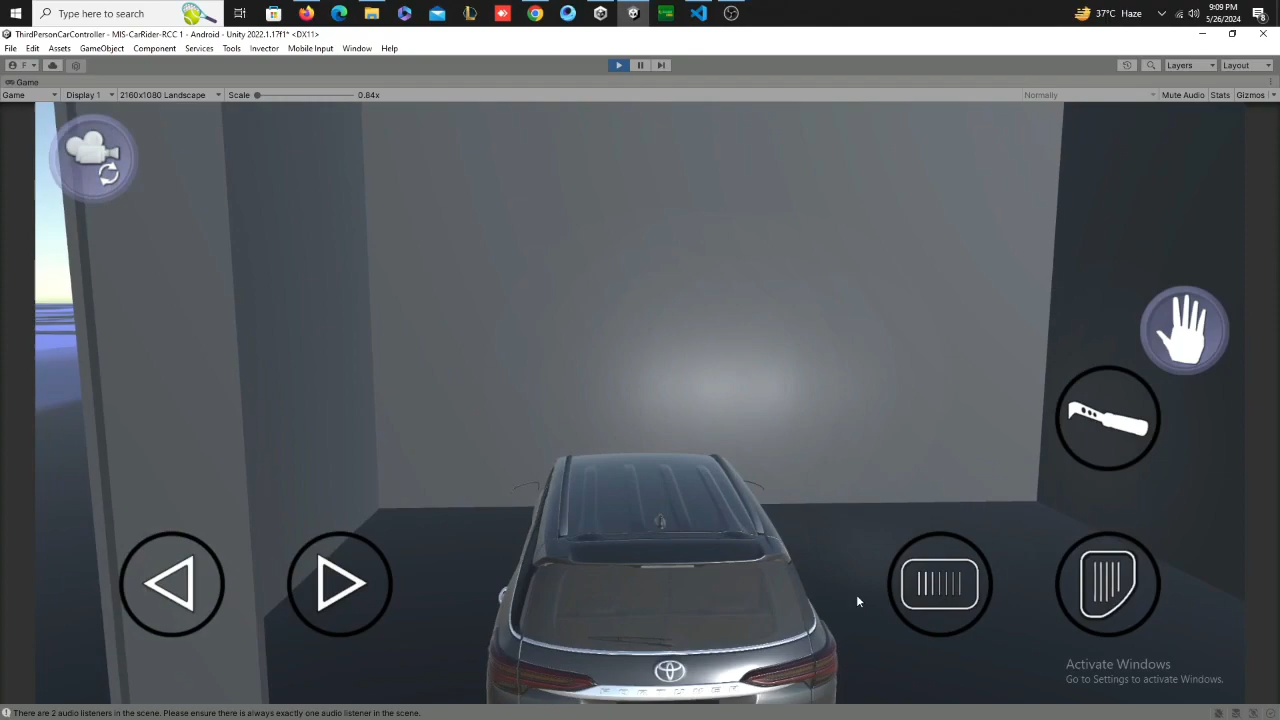 Type here to search
37°C Haze
9:09 PM
5/26/2024
8
ThirdPersonCarController - MIS-CarRider-RCC 1 - Android - Unity 2022.1.17f1* <DX11>
File Edit Assets GameObject Component Services Tools Invector Mobile Input Window Help
F
Layers
Layout
Game
Game
Display 1
2160x1080 Landscape
Scale
0.84x
Normally
Mute Audio
Stats
Gizmos
FORTUNER
Activate Windows
Go to Settings to activate Windows.
There are 2 audio listeners in the scene. Please ensure there is always exactly one audio listener in the scene.